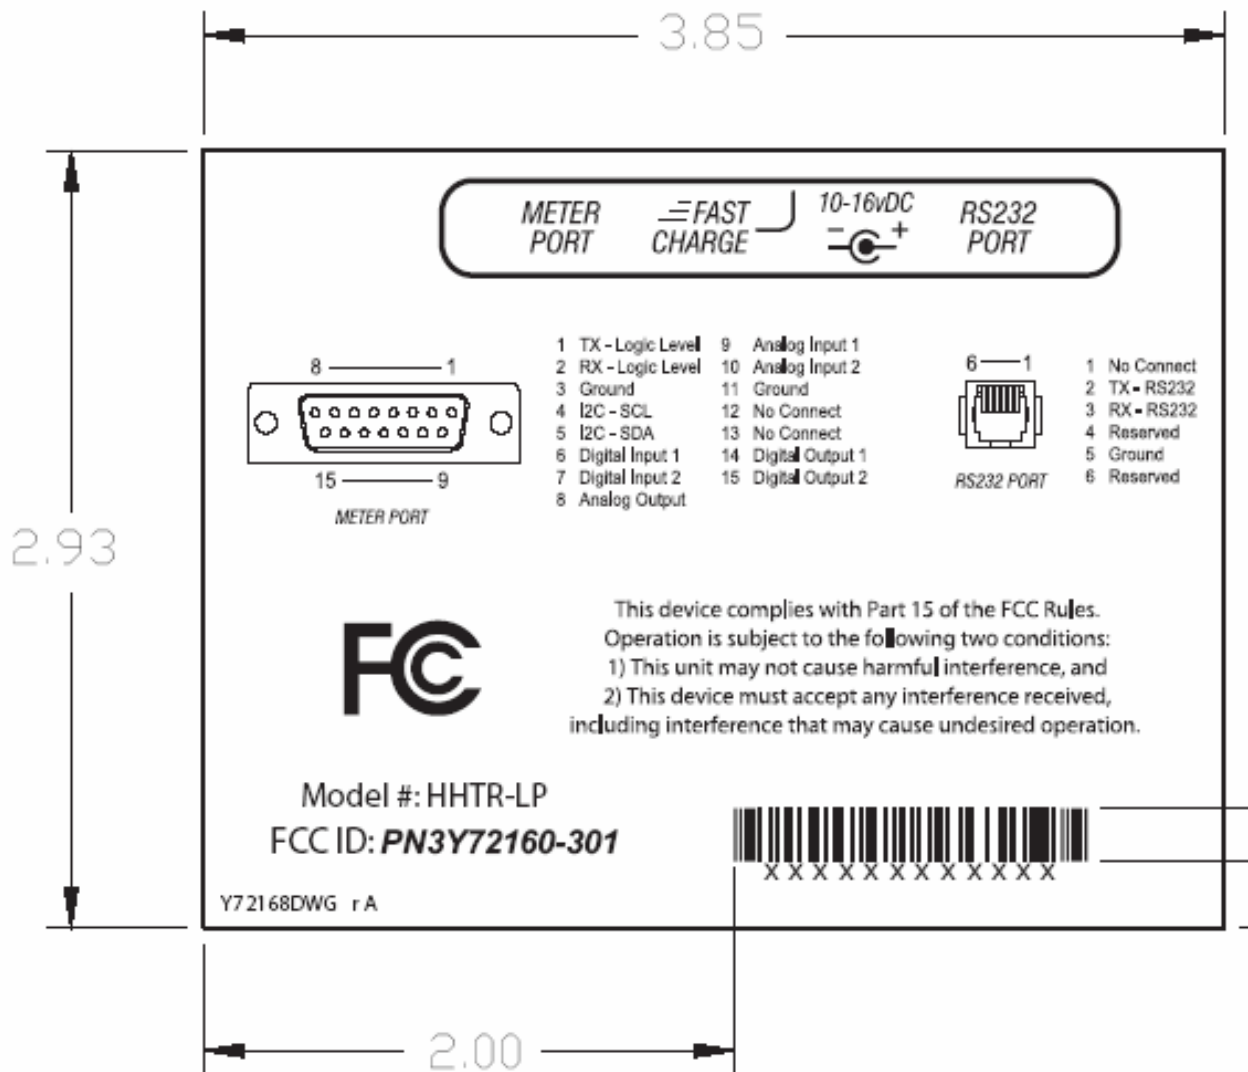 3.85
METER PORT
FAST CHARGE
10-16vDC
- +
RS232 PORT
8 1
15 9
METER PORT
1 TX - Logic Level
2 RX - Logic Level
3 Ground
4 I2C - SCL
5 I2C - SDA
6 Digital Input 1
7 Digital Input 2
8 Analog Output
9 Analog Input 1
10 Analog Input 2
11 Ground
12 No Connect
13 No Connect
14 Digital Output 1
15 Digital Output 2
6 1
RS232 PORT
1 No Connect
2 TX - RS232
3 RX - RS232
4 Reserved
5 Ground
6 Reserved
2.93
FC
This device complies with Part 15 of the FCC Rules.
Operation is subject to the following two conditions:
1) This unit may not cause harmful interference, and
2) This device must accept any interference received,
including interference that may cause undesired operation.
Model #: HHTR-LP
FCC ID: PN3Y72160-301
XXXXXXXXXXXX
Y72168DWG r A
2.00